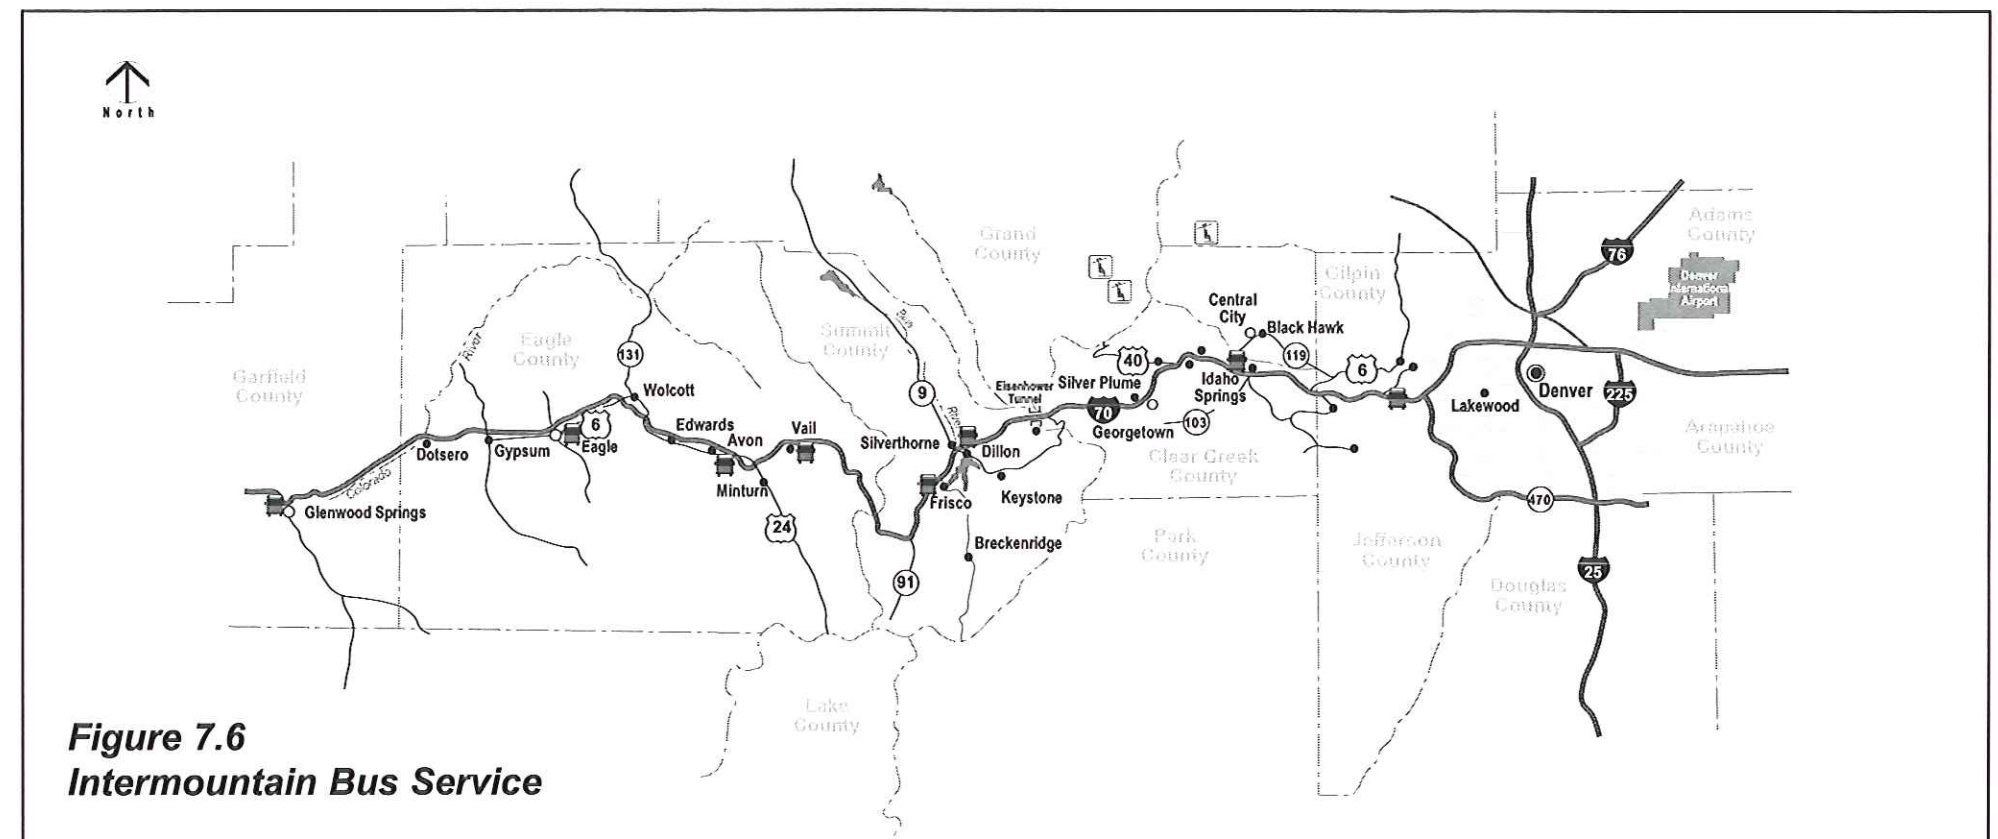 North
Grand
County
Adams
County
76
Denver
International
Airport
Gilpin
County
Central
City
Black Hawk
119
Eagle
County
Summit
County
Blue
River
131
River
Garfield
County
40
6
Eisenhower
Tunnel
Silver Plume
Idaho
Springs
Denver
225
Lakewood
Wolcott
9
70
103
Georgetown
Arapahoe
County
6
Edwards
Avon
Vail
Silverthorne
Dillon
Dotsero
Gypsum
Eagle
Clear Creek
County
Colorado
Minturn
Frisco
Keystone
470
Glenwood Springs
24
Breckenridge
Park
County
Jefferson
County
91
25
Douglas
County
Lake
County
Figure 7.6
Intermountain Bus Service